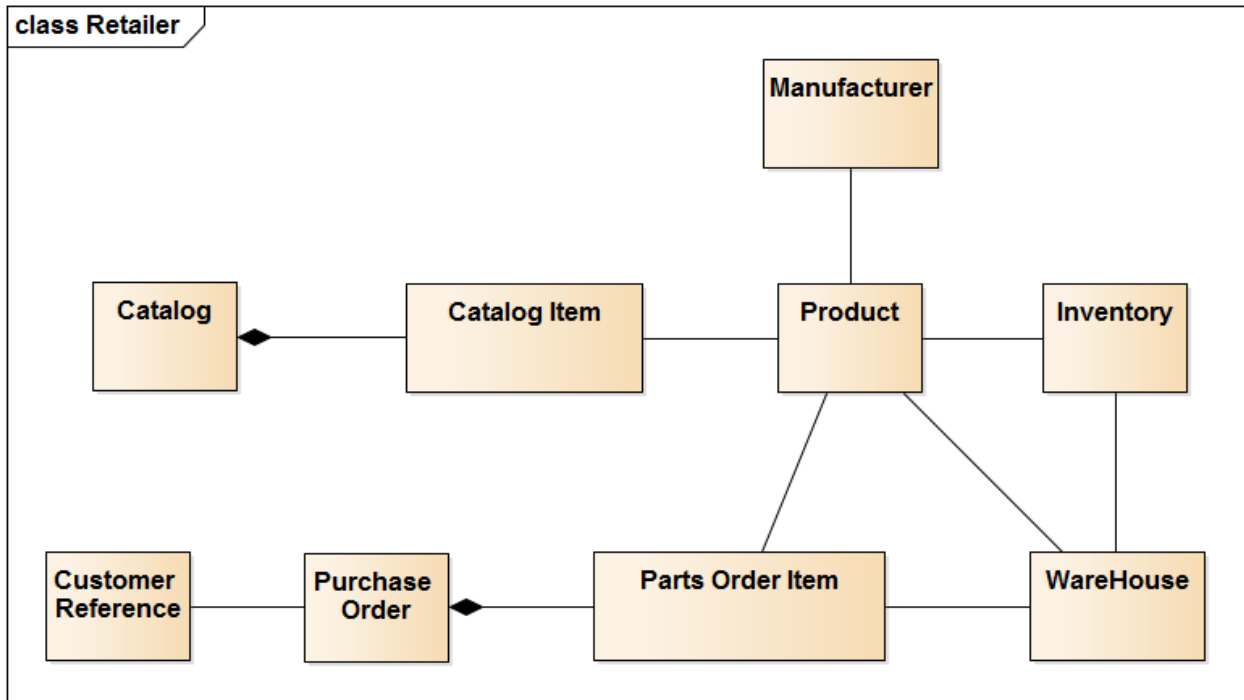 class Retailer
Manufacturer
Catalog
Catalog Item
Product
Inventory
Customer
Reference
Purchase
Order
Parts Order Item
WareHouse